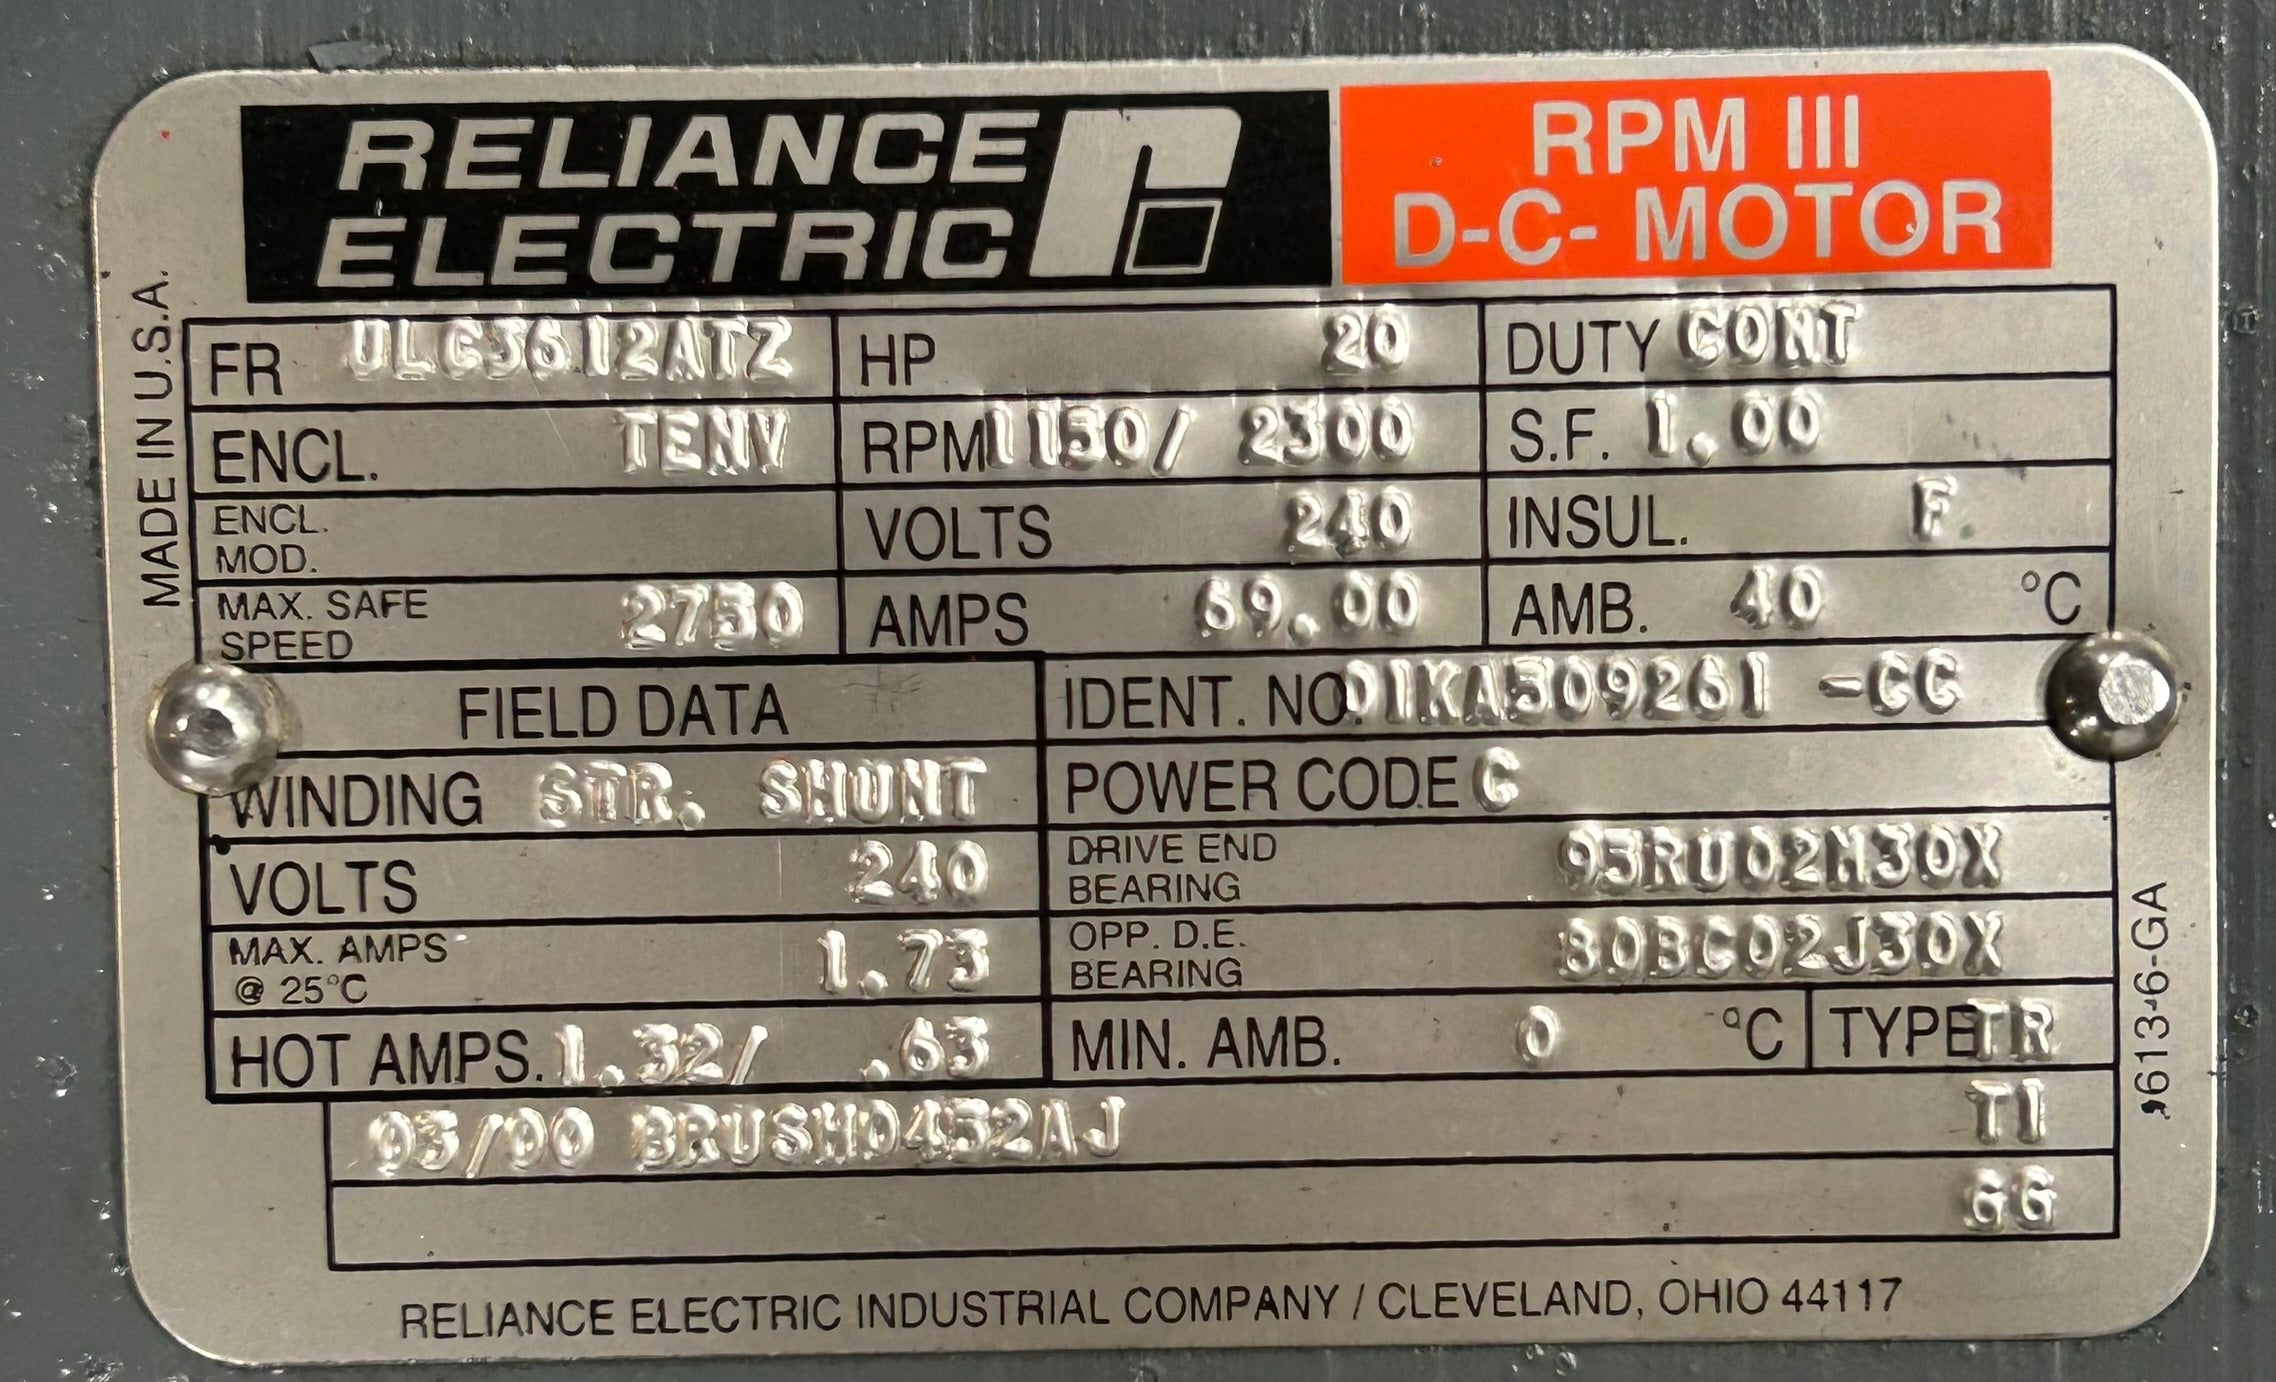 RELIANCE
ELECTRIC
RPM III
D-C- MOTOR
MADE IN U.S.A.
FR ULC3612ATZ HP 20 DUTY CONT
ENCL. TENV RPM 1150/ 2300 S.F. 1.00
ENCL. MOD. VOLTS 240 INSUL. F
MAX. SAFE SPEED 2750 AMPS 69.00 AMB. 40 °C
FIELD DATA IDENT. NO. 01KA509261 -CC
WINDING STR. SHUNT POWER CODE C
VOLTS 240 DRIVE END BEARING 95RU02M30X
MAX. AMPS @ 25°C 1.73 OPP. D.E. BEARING 80BC02J30X
HOT AMPS. 1.32/ .63 MIN. AMB. 0 °C TYPE TR
03/00 BRUSH0452AJ TI
GG
613-6-GA
RELIANCE ELECTRIC INDUSTRIAL COMPANY / CLEVELAND, OHIO 44117